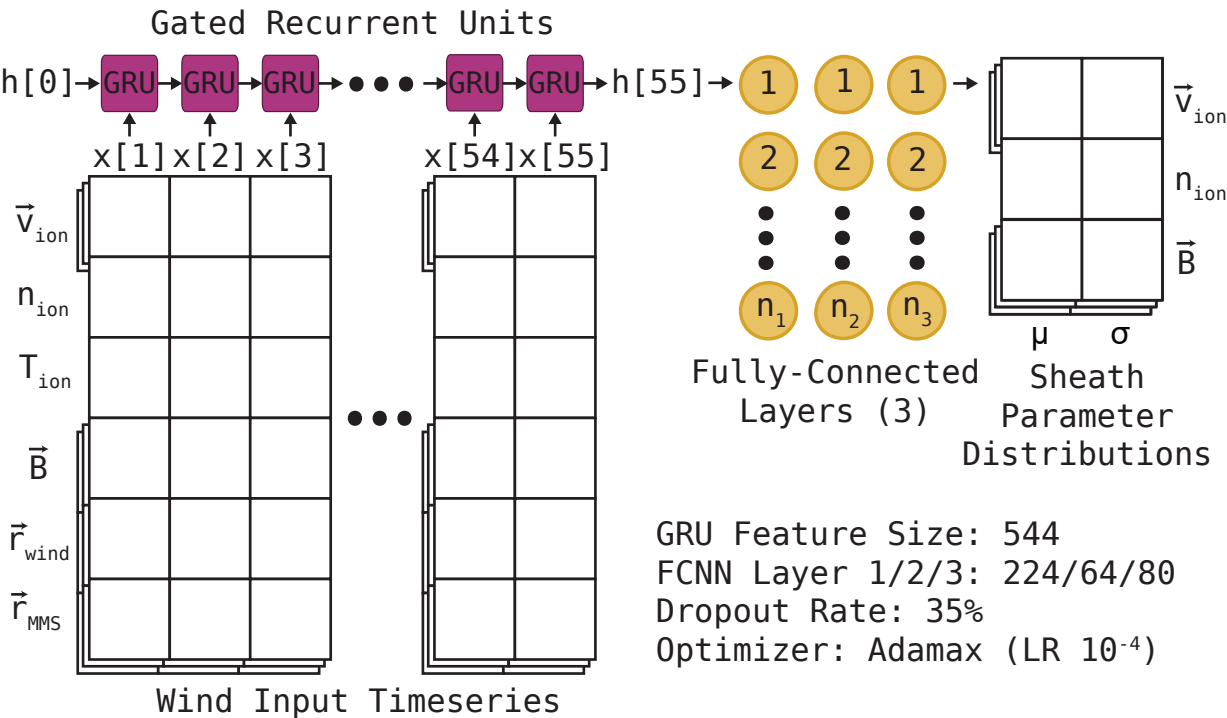 Gated Recurrent Units
h[0] GRU GRU GRU GRU GRU h[55]
x[1] x[2] x[3] x[54] x[55]
v⃗ion
nion
Tion
B⃗
r⃗wind
r⃗MMS
Wind Input Timeseries
1 1 1
2 2 2
n₁ n₂ n₃
Fully-Connected
Layers (3)
v⃗ion
nion
B⃗
μ σ
Sheath
Parameter
Distributions
GRU Feature Size: 544
FCNN Layer 1/2/3: 224/64/80
Dropout Rate: 35%
Optimizer: Adamax (LR 10⁻⁴)